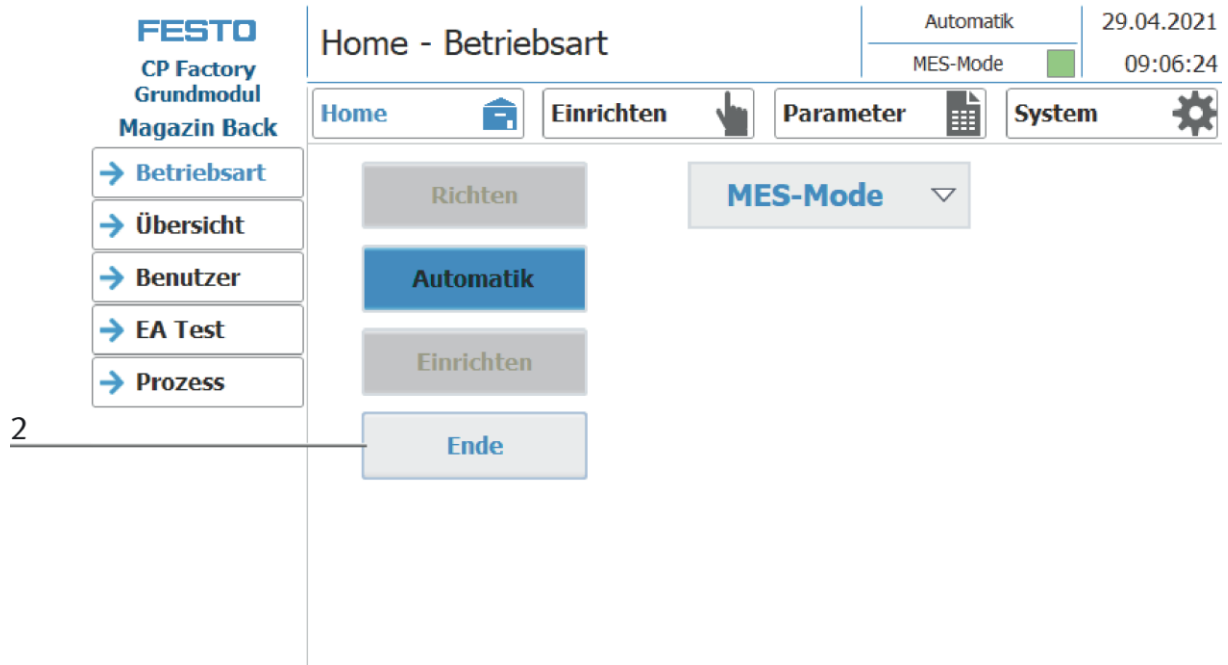 FESTO
CP Factory
Grundmodul
Magazin Back
Home - Betriebsart
Automatik
MES-Mode
29.04.2021
09:06:24
Home
Einrichten
Parameter
System
Betriebsart
Übersicht
Benutzer
EA Test
Prozess
Richten
MES-Mode
Automatik
Einrichten
Ende
2